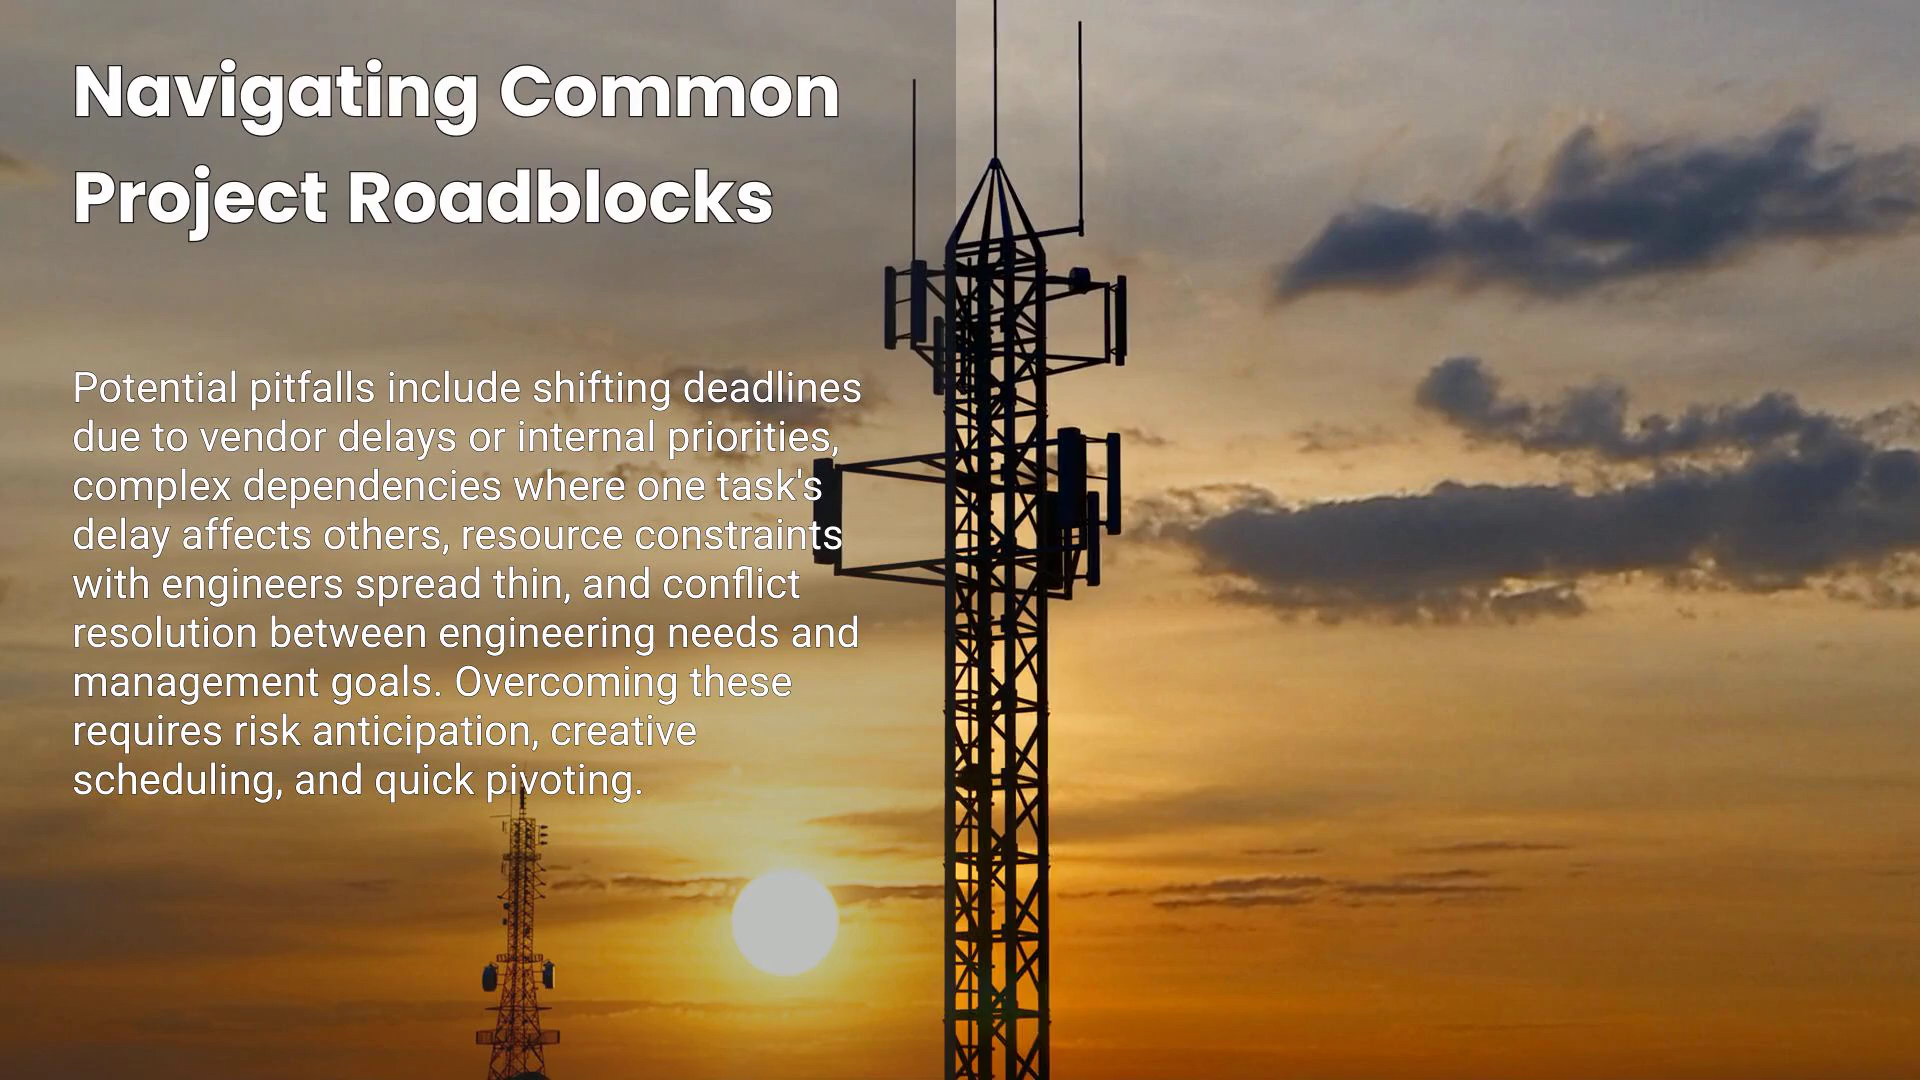 Navigating Common
Project Roadblocks
Potential pitfalls include shifting deadlines
due to vendor delays or internal priorities,
complex dependencies where one task's
delay affects others, resource constraints
with engineers spread thin, and conflict
resolution between engineering needs and
management goals. Overcoming these
requires risk anticipation, creative
scheduling, and quick pivoting.